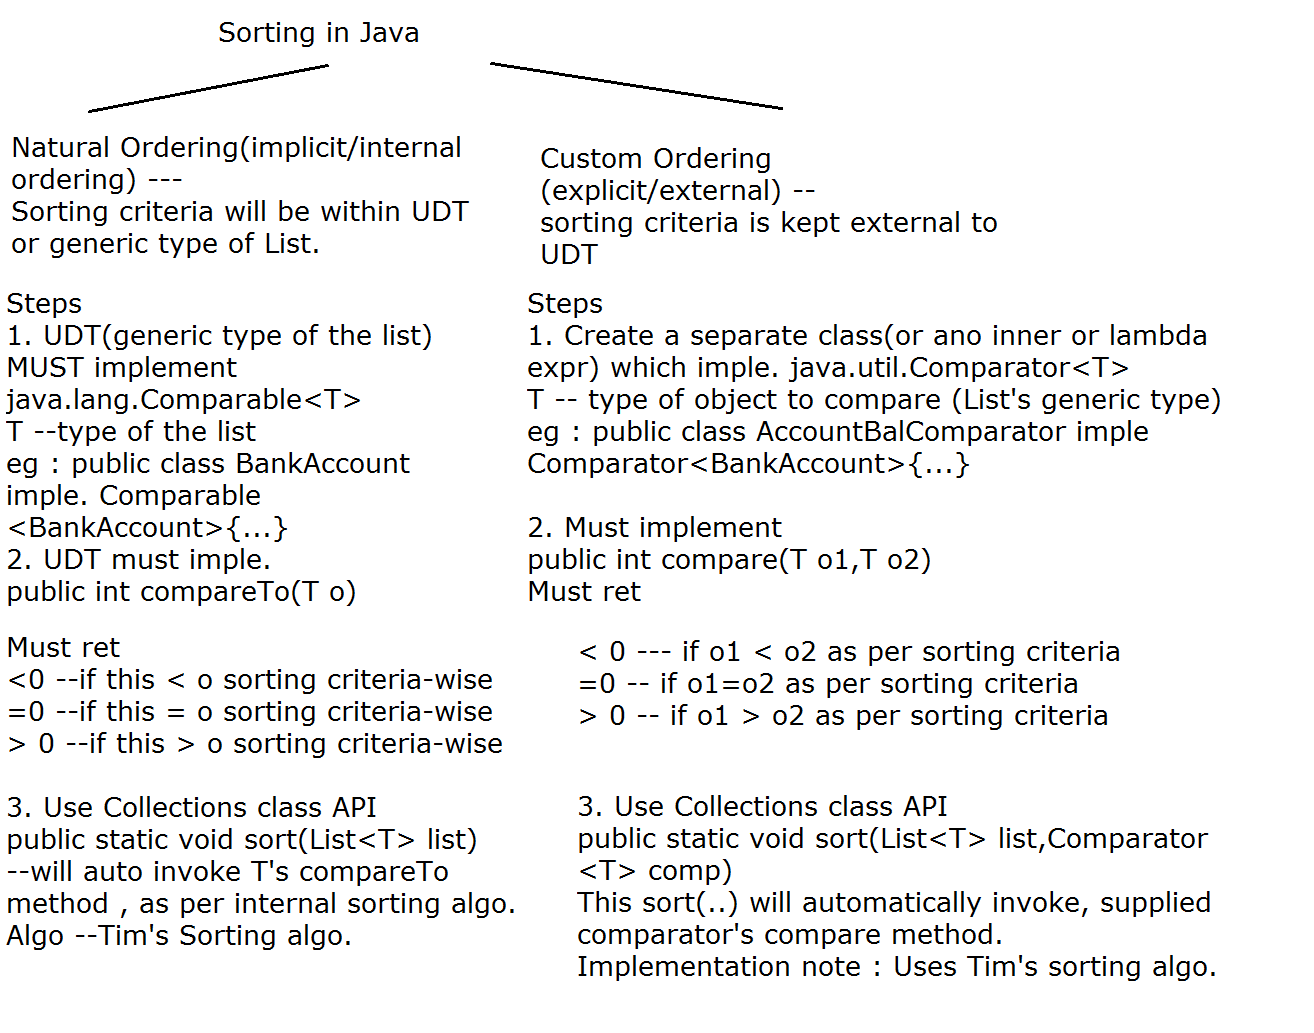 Sorting in Java
Natural Ordering(implicit/internal
ordering) ---
Sorting criteria will be within UDT
or generic type of List.
Steps
1. UDT(generic type of the list)
MUST implement
java.lang.Comparable<T>
T --type of the list
eg : public class BankAccount
imple. Comparable
<BankAccount>{...}
2. UDT must imple.
public int compareTo(T o)
Must ret
<0 --if this < o sorting criteria-wise
=0 --if this = o sorting criteria-wise
> 0 --if this > o sorting criteria-wise
3. Use Collections class API
public static void sort(List<T> list)
--will auto invoke T's compareTo
method , as per internal sorting algo.
Algo --Tim's Sorting algo.
Custom Ordering
(explicit/external) --
sorting criteria is kept external to
UDT
Steps
1. Create a separate class(or ano inner or lambda
expr) which imple. java.util.Comparator<T>
T -- type of object to compare (List's generic type)
eg : public class AccountBalComparator imple
Comparator<BankAccount>{...}
2. Must implement
public int compare(T o1,T o2)
Must ret
< 0 --- if o1 < o2 as per sorting criteria
=0 -- if o1=o2 as per sorting criteria
> 0 -- if o1 > o2 as per sorting criteria
3. Use Collections class API
public static void sort(List<T> list,Comparator
<T> comp)
This sort(..) will automatically invoke, supplied
comparator's compare method.
Implementation note : Uses Tim's sorting algo.